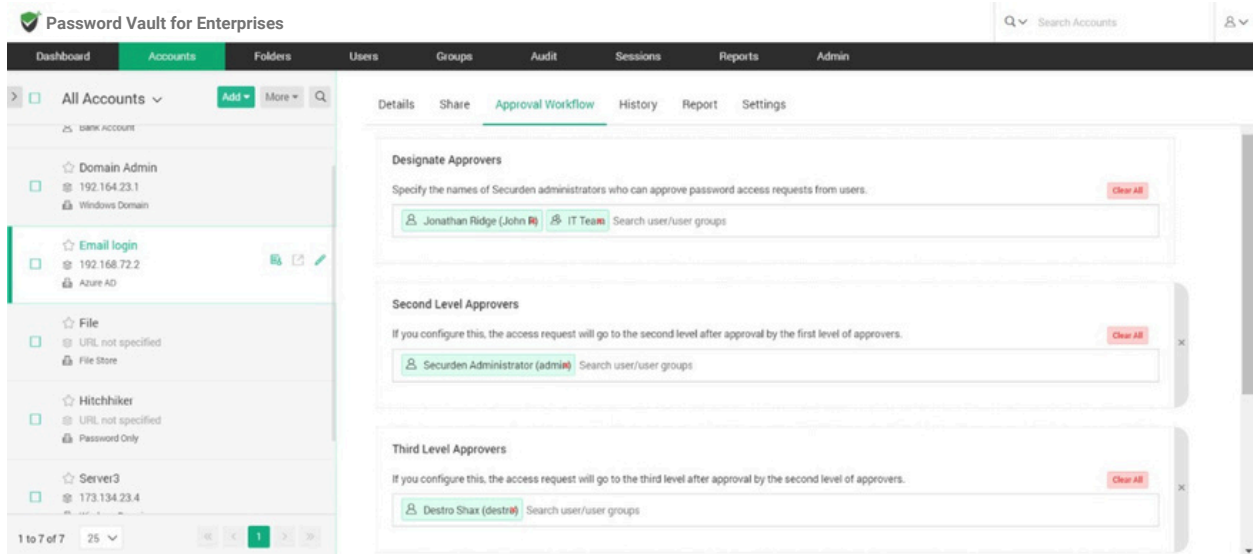 Password Vault for Enterprises
Search Accounts
Dashboard Accounts Folders Users Groups Audit Sessions Reports Admin
All Accounts Add More
Bank Account
Domain Admin
192.164.23.1
Windows Domain
Email login
192.168.72.2
Azure AD
File
URL not specified
File Store
Hitchhiker
URL not specified
Password Only
Server3
173.134.23.4
1 to 7 of 7 25 « < 1 > »
Details Share Approval Workflow History Report Settings
Designate Approvers
Specify the names of Securden administrators who can approve password access requests from users. Clear All
Jonathan Ridge (John R) IT Team Search user/user groups
Second Level Approvers
If you configure this, the access request will go to the second level after approval by the first level of approvers. Clear All
Securden Administrator (admin) Search user/user groups
Third Level Approvers
If you configure this, the access request will go to the third level after approval by the second level of approvers. Clear All
Destro Shax (destro) Search user/user groups